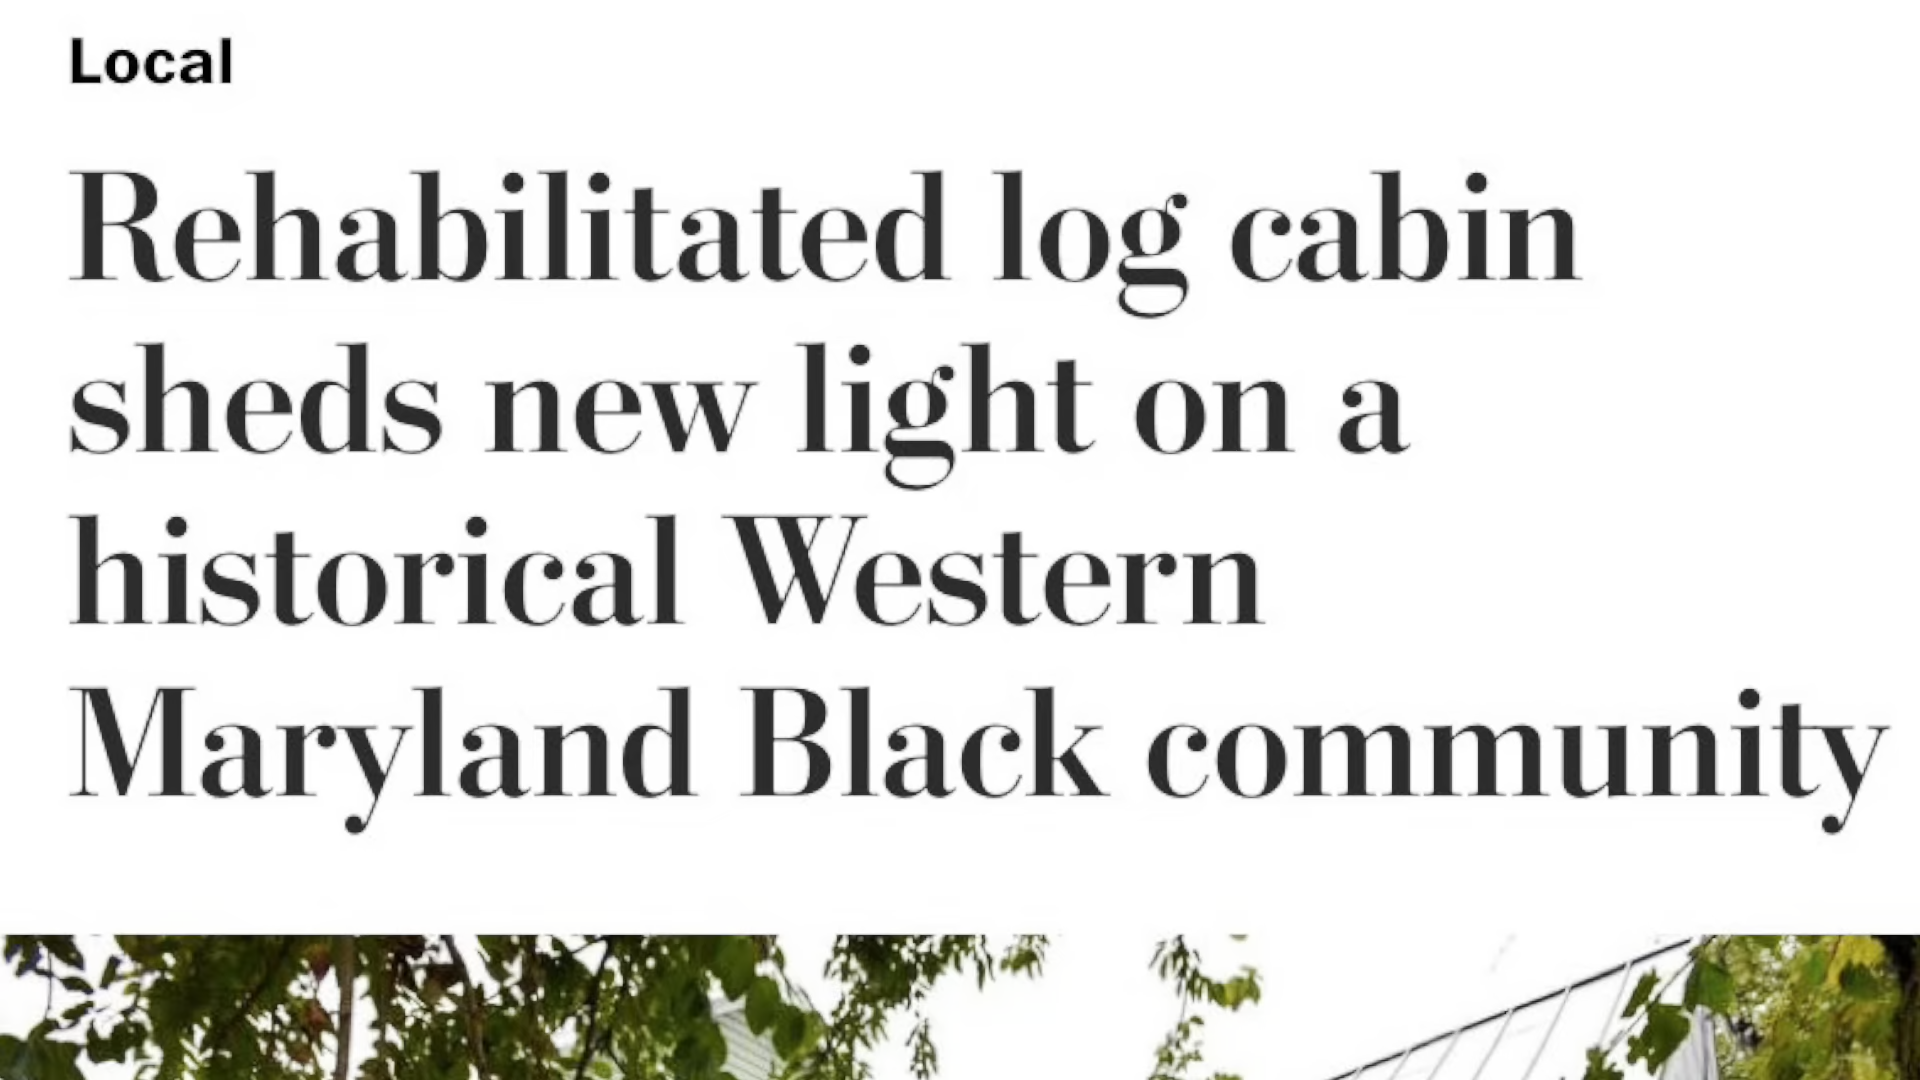 Local
Rehabilitated log cabin
sheds new light on a
historical Western
Maryland Black community